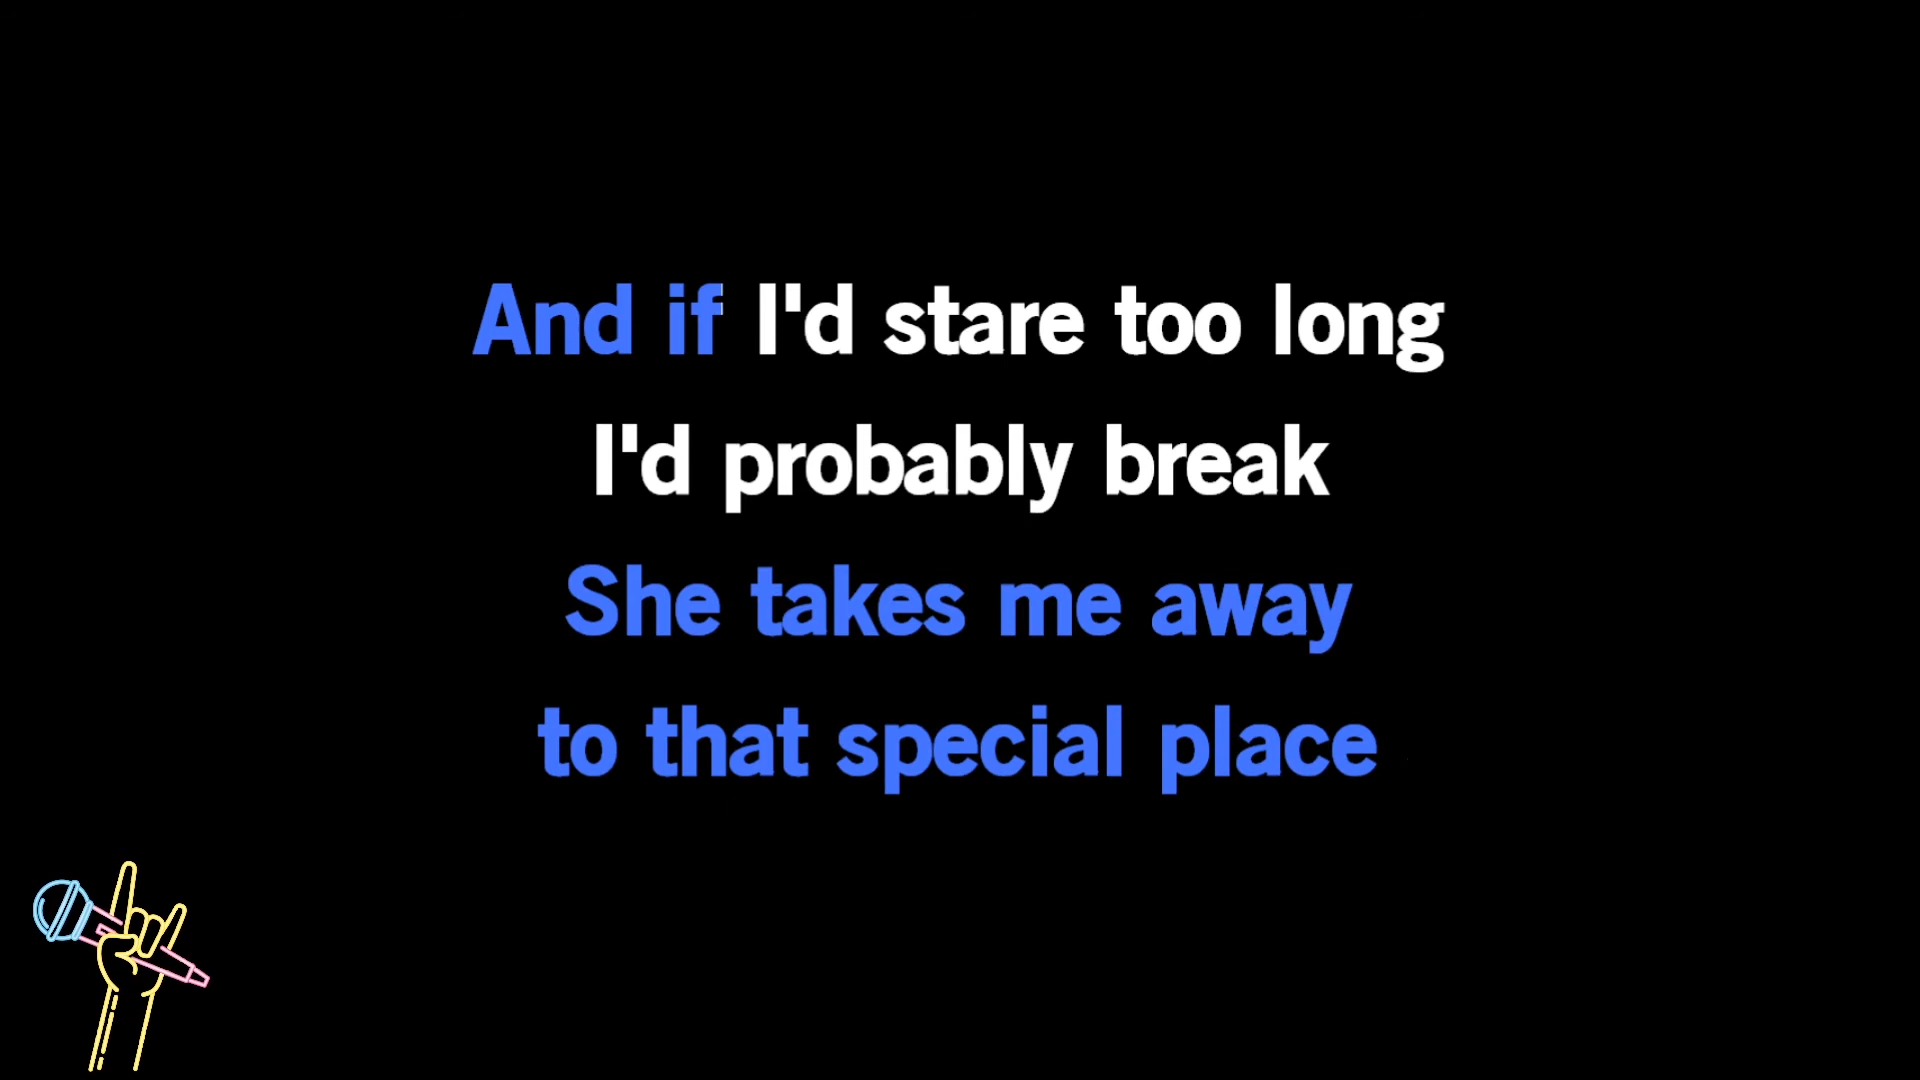 And if I'd stare too long
I'd probably break
She takes me away
to that special place